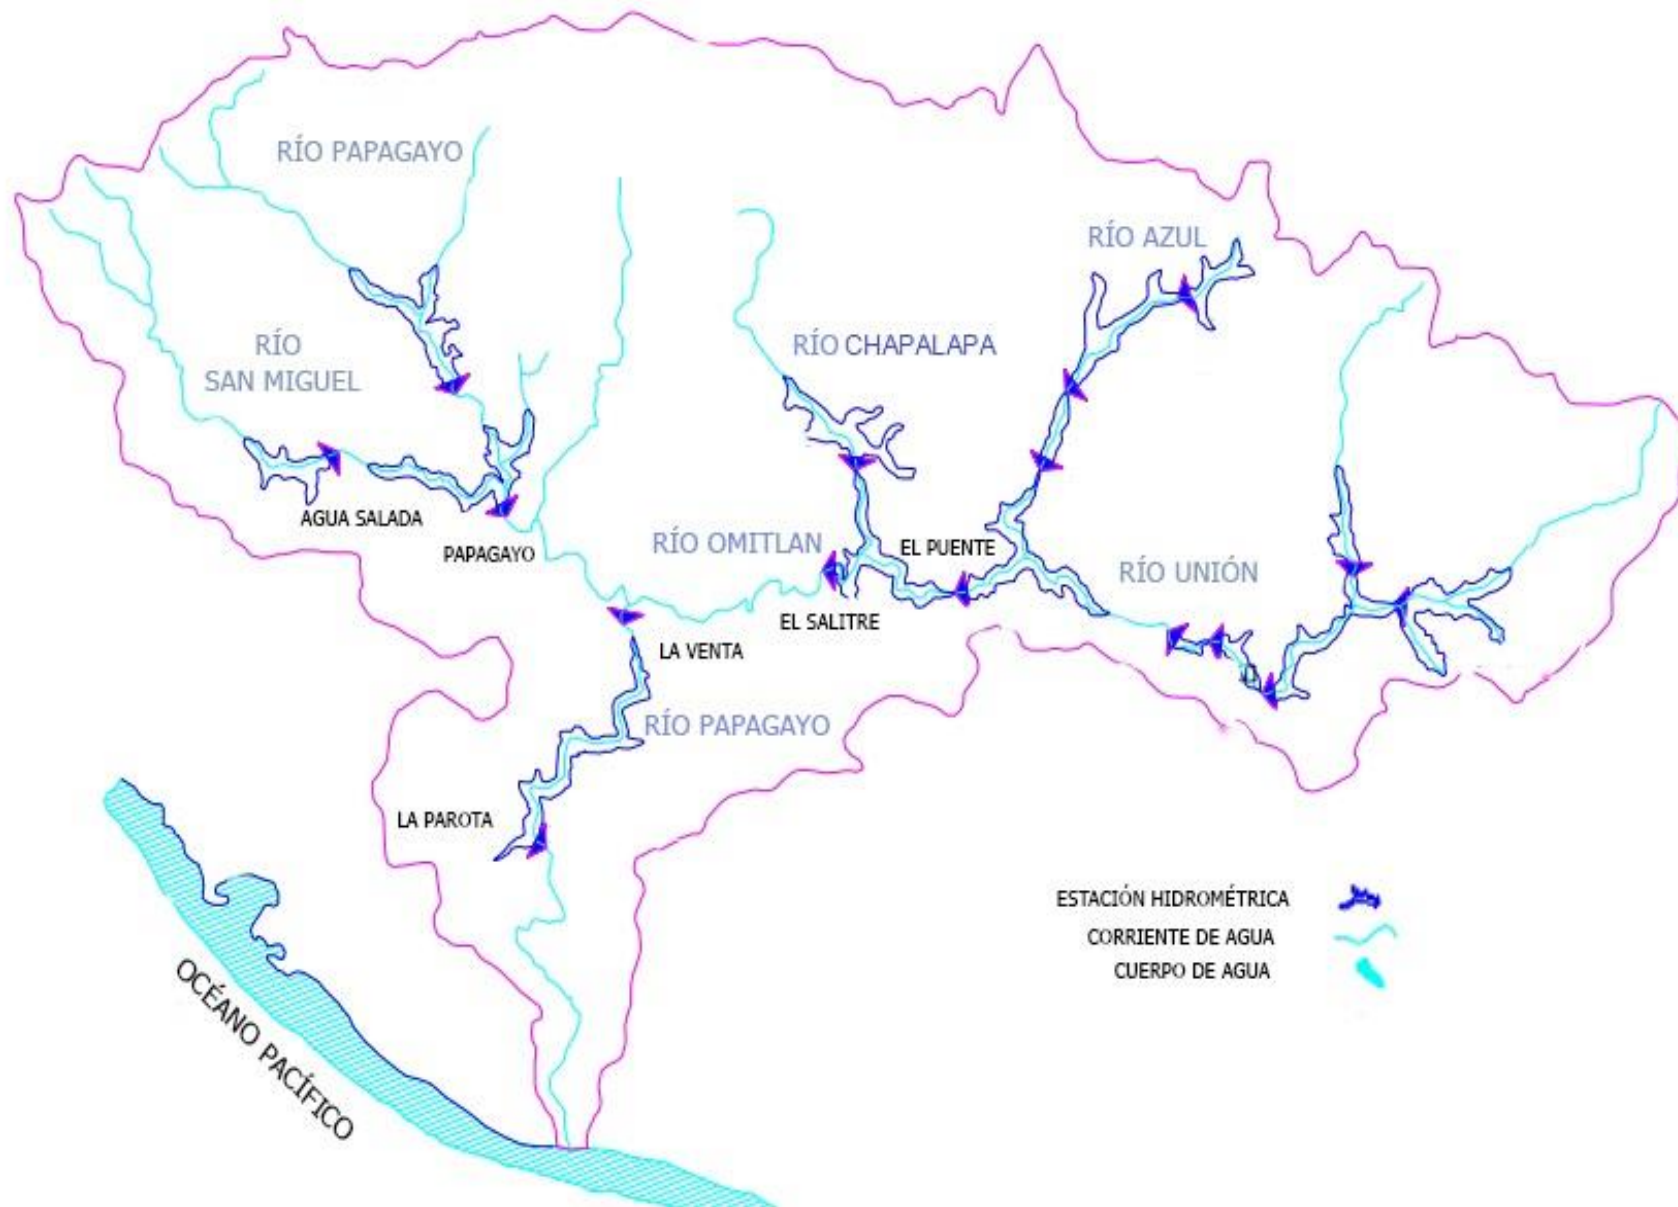 RÍO PAPAGAYO
RÍO AZUL
RÍO
SAN MIGUEL
RÍO CHAPALAPA
AGUA SALADA
PAPAGAYO
RÍO OMITLAN
EL PUENTE
RÍO UNIÓN
EL SALITRE
LA VENTA
RÍO PAPAGAYO
LA PAROTA
ESTACIÓN HIDROMÉTRICA
CORRIENTE DE AGUA
CUERPO DE AGUA
OCÉANO PACÍFICO